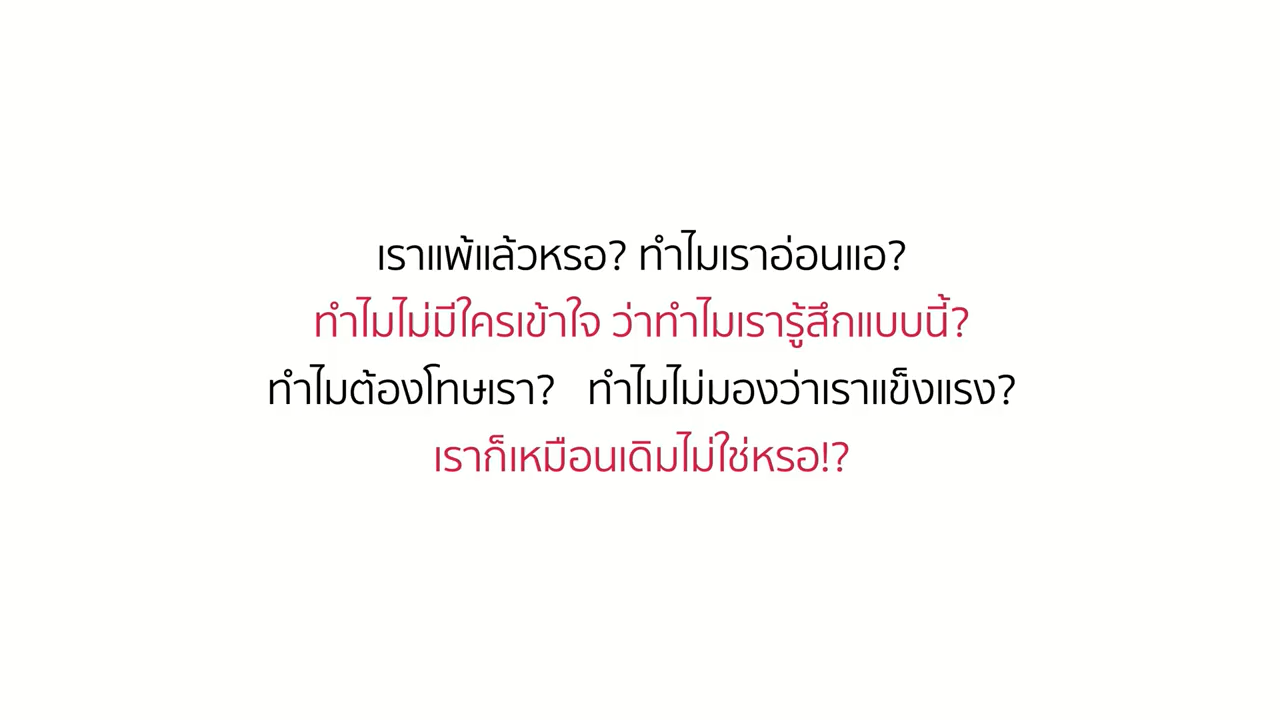 เราแพ้แล้วหรอ? ทำไมเราอ่อนแอ?
ทำไมไม่มีใครเข้าใจ ว่าทำไมเรารู้สึกแบบนี้?
ทำไมต้องโทษเรา? ทำไมไม่มองว่าเราแข็งแรง?
เราก็เหมือนเดิมไม่ใช่หรอ!?